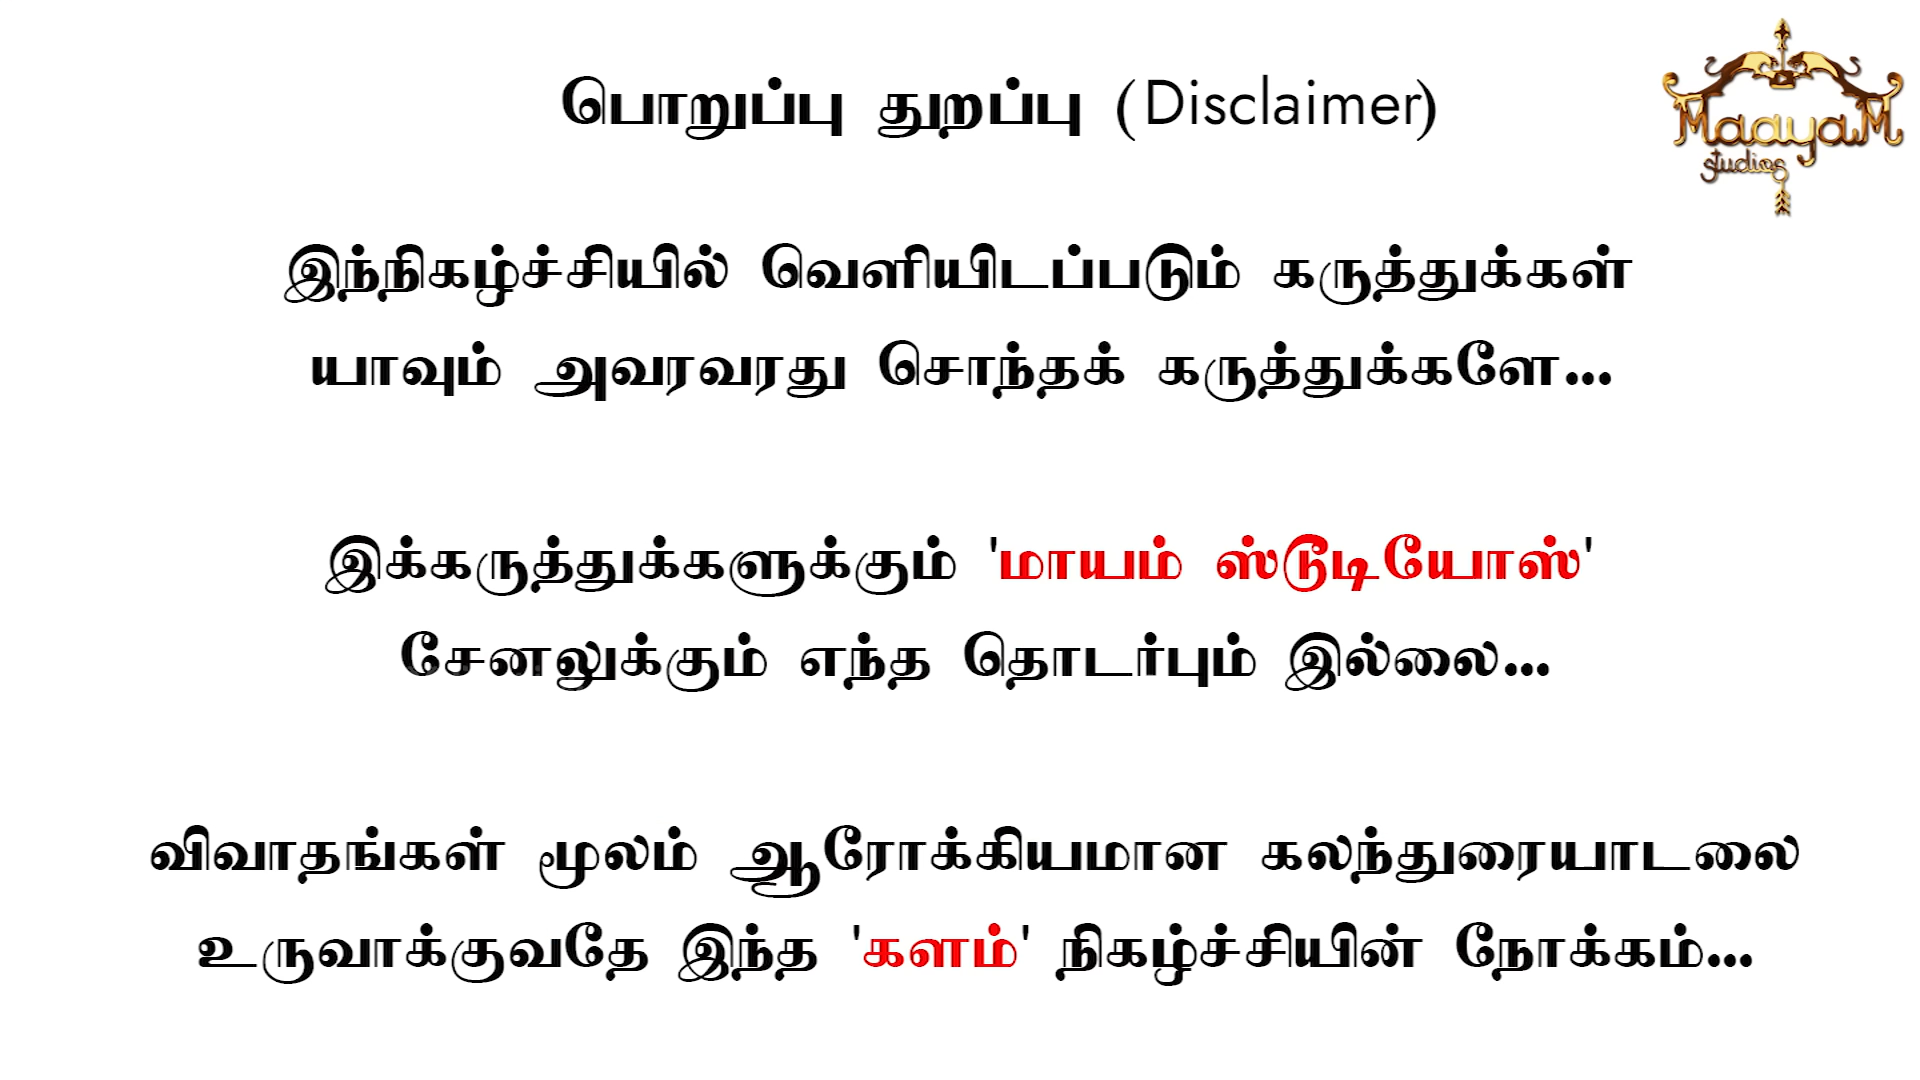 பொறுப்பு துறப்பு (Disclaimer)
MaayaM
studios
இந்நிகழ்ச்சியில் வெளியிடப்படும் கருத்துக்கள்
யாவும் அவரவரது சொந்தக் கருத்துக்களே...
இக்கருத்துக்களுக்கும் 'மாயம் ஸ்டூடியோஸ்'
சேனலுக்கும் எந்த தொடர்பும் இல்லை...
விவாதங்கள் மூலம் ஆரோக்கியமான கலந்துரையாடலை
உருவாக்குவதே இந்த 'களம்' நிகழ்ச்சியின் நோக்கம்...